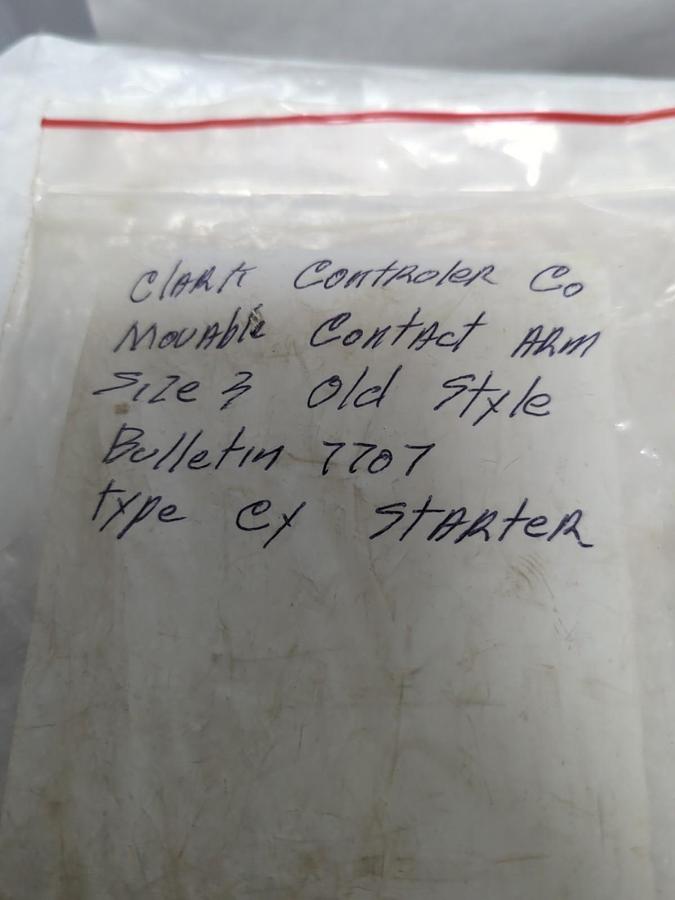 Clark Controler Co
Movable Contact Arm
Size 3 Old Style
Bulletin 7707
type CY Starter